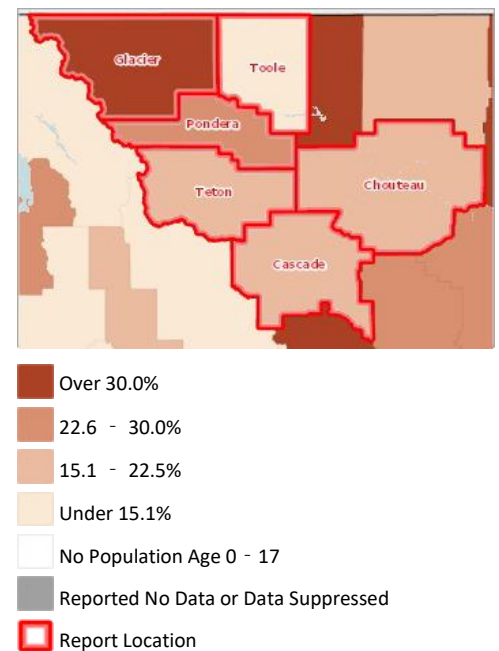 Glacier
Toole
Pondera
Teton
Chouteau
Cascade
Over 30.0%
22.6 - 30.0%
15.1 - 22.5%
Under 15.1%
No Population Age 0 - 17
Reported No Data or Data Suppressed
Report Location